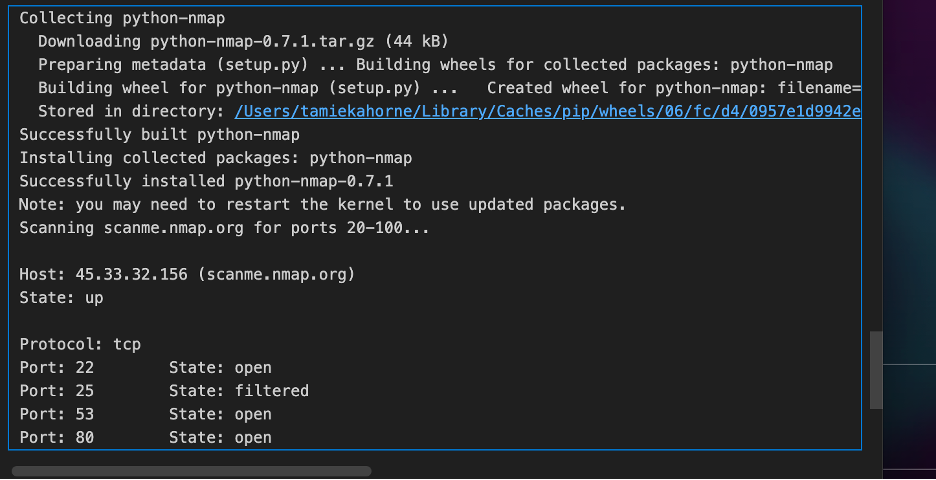 Collecting python-nmap
  Downloading python-nmap-0.7.1.tar.gz (44 kB)
  Preparing metadata (setup.py) ... Building wheels for collected packages: python-nmap
  Building wheel for python-nmap (setup.py) ...   Created wheel for python-nmap: filename=
  Stored in directory: /Users/tamiekahorne/Library/Caches/pip/wheels/06/fc/d4/0957e1d9942e
Successfully built python-nmap
Installing collected packages: python-nmap
Successfully installed python-nmap-0.7.1
Note: you may need to restart the kernel to use updated packages.
Scanning scanme.nmap.org for ports 20-100...

Host: 45.33.32.156 (scanme.nmap.org)
State: up

Protocol: tcp
Port: 22        State: open
Port: 25        State: filtered
Port: 53        State: open
Port: 80        State: open